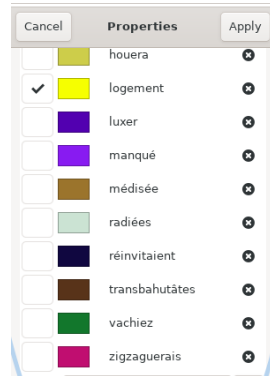 Cancel Properties Apply
houera
logement
luxer
manqué
médisée
radiées
réinvitaient
transbahutâtes
vachiez
zigzaguerais